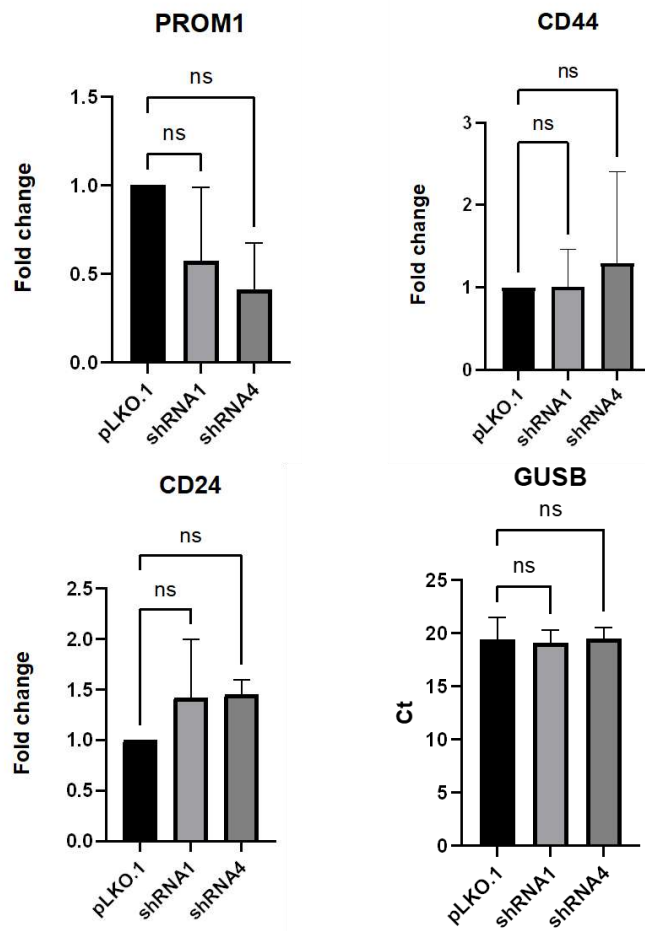 PROM1
ns
ns
1.5
1.0
0.5
0.0
Fold change
pLKO.1
shRNA1
shRNA4
CD44
ns
ns
3
2
1
0
Fold change
pLKO.1
shRNA1
shRNA4
CD24
ns
ns
2.5
2.0
1.5
1.0
0.5
0.0
Fold change
pLKO.1
shRNA1
shRNA4
GUSB
ns
ns
25
20
15
10
5
0
Ct
pLKO.1
shRNA1
shRNA4